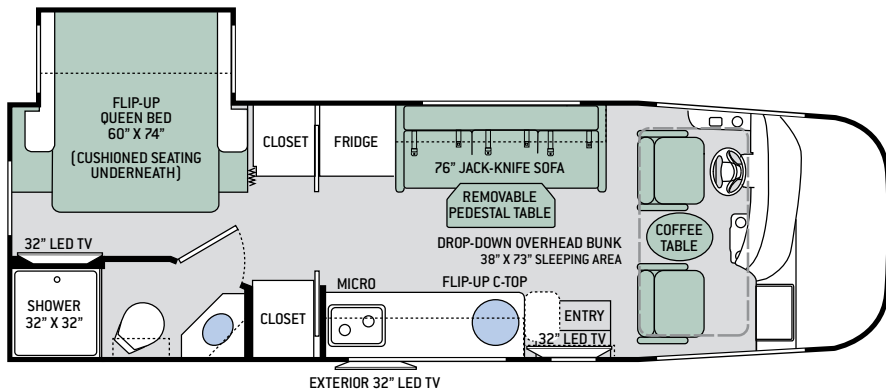 FLIP-UP
QUEEN BED
60" X 74"
(CUSHIONED SEATING
UNDERNEATH)
CLOSET
FRIDGE
76" JACK-KNIFE SOFA
REMOVABLE
PEDESTAL TABLE
COFFEE
TABLE
DROP-DOWN OVERHEAD BUNK
38" X 73" SLEEPING AREA
32" LED TV
SHOWER
32" X 32"
CLOSET
MICRO
FLIP-UP C-TOP
ENTRY
32" LED TV
EXTERIOR 32" LED TV